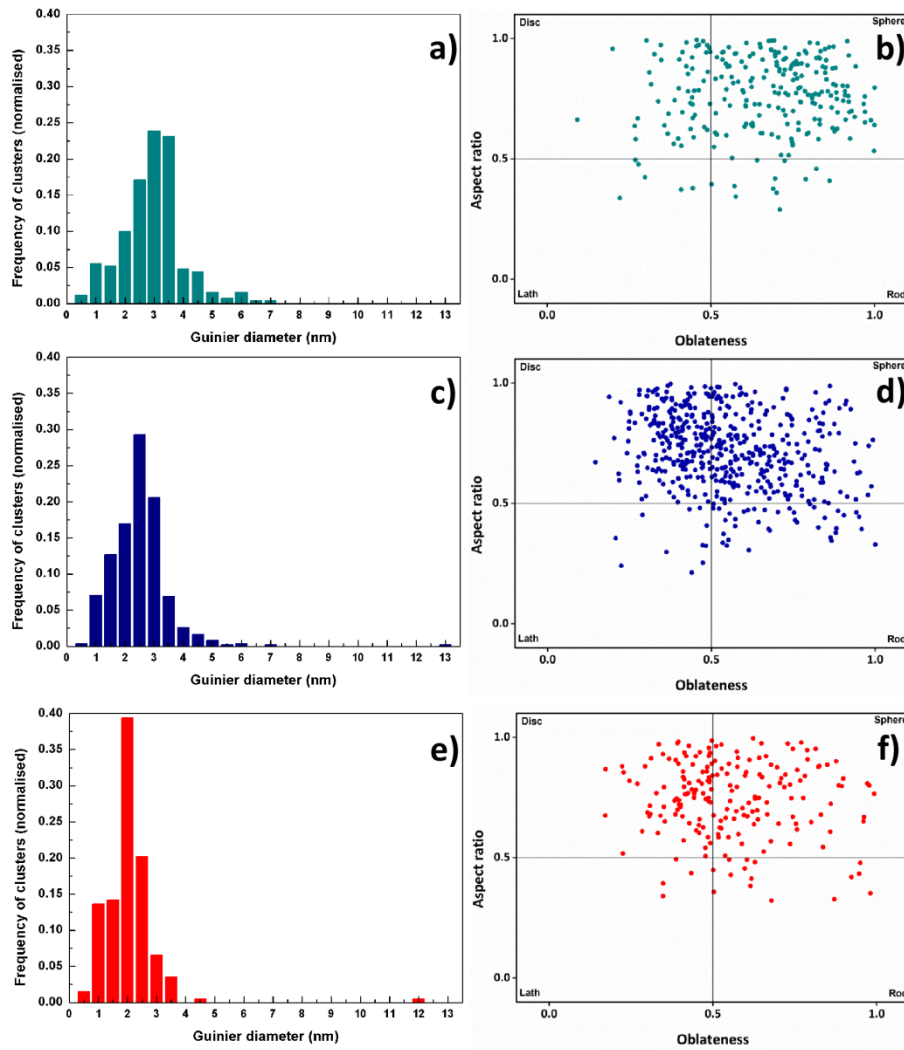 a)
Frequency of clusters (normalised)
0.40
0.35
0.30
0.25
0.20
0.15
0.10
0.05
0.00
0 1 2 3 4 5 6 7 8 9 10 11 12 13
Guinier diameter (nm)
b)
Disc
Sphere
Aspect ratio
1.0
0.5
0.0
Lath
Rod
0.0 0.5 1.0
Oblateness
c)
Frequency of clusters (normalised)
0.40
0.35
0.30
0.25
0.20
0.15
0.10
0.05
0.00
0 1 2 3 4 5 6 7 8 9 10 11 12 13
Guinier diameter (nm)
d)
Disc
Sphere
Aspect ratio
1.0
0.5
0.0
Lath
Rod
0.0 0.5 1.0
Oblateness
e)
Frequency of clusters (normalised)
0.40
0.35
0.30
0.25
0.20
0.15
0.10
0.05
0.00
0 1 2 3 4 5 6 7 8 9 10 11 12 13
Guinier diameter (nm)
f)
Disc
Sphere
Aspect ratio
1.0
0.5
0.0
Lath
Rod
0.0 0.5 1.0
Oblateness